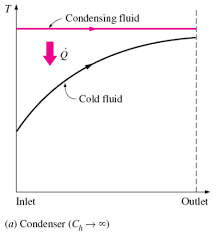 T
Condensing fluid
Q̇
Cold fluid
Inlet
Outlet
(a) Condenser (Cₕ → ∞)